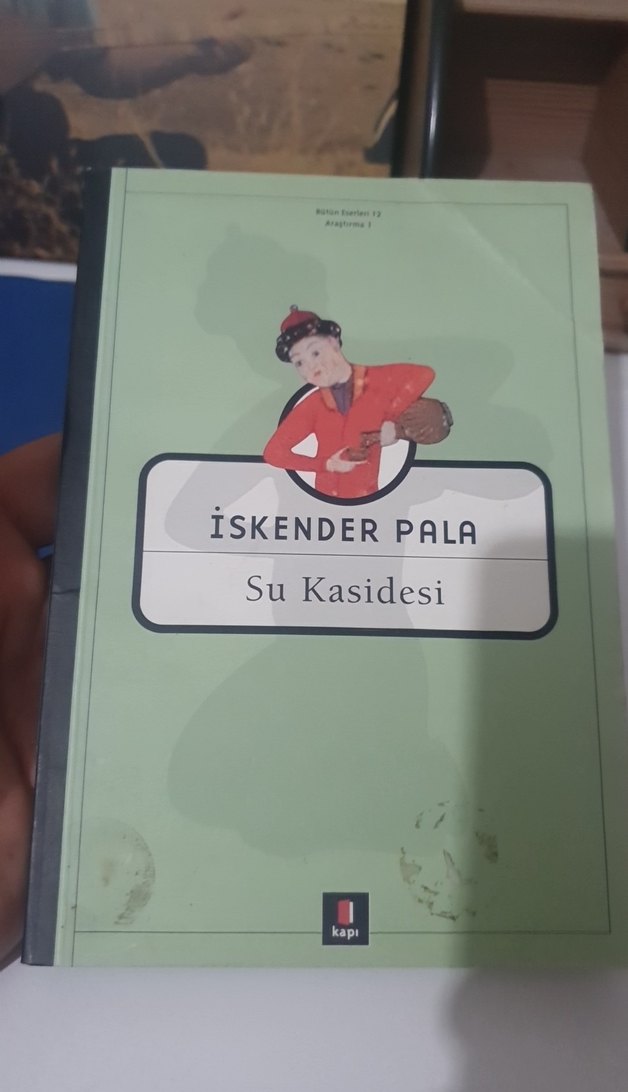 Bütün Eserleri 12
Araştırma 1
İSKENDER PALA
Su Kasidesi
kapı